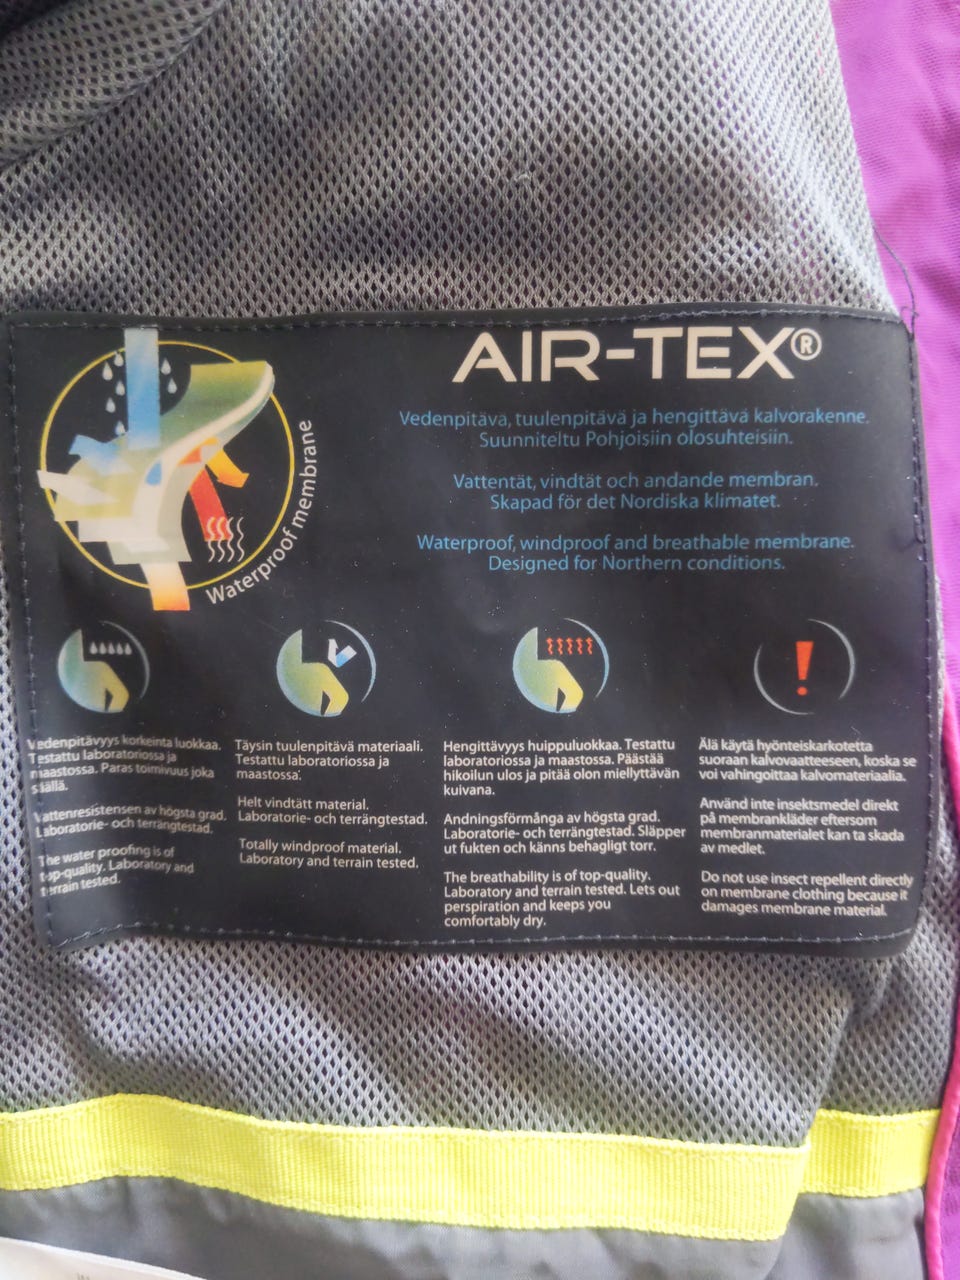 AIR-TEX®
Vedenpitävä, tuulenpitävä ja hengittävä kalvorakenne.
Suunniteltu Pohjoisiin olosuhteisiin.
Vattentät, vindtät och andande membran.
Skapad för det Nordiska klimatet.
Waterproof, windproof and breathable membrane.
Designed for Northern conditions.
Waterproof membrane
Vedenpitävyys korkeinta luokkaa.
Testattu laboratoriossa ja
maastossa. Paras toimivuus joka
säällä.
Vattenresistensen av högsta grad.
Laboratorie- och terrängtestad.
The water proofing is of
top-quality. Laboratory and
terrain tested.
Täysin tuulenpitävä materiaali.
Testattu laboratoriossa ja
maastossa.
Helt vindtätt material.
Laboratorie- och terrängtestad.
Totally windproof material.
Laboratory and terrain tested.
Hengittävyys huippuluokkaa. Testattu
laboratoriossa ja maastossa. Päästää
hikoilun ulos ja pitää olon miellyttävän
kuivana.
Andningsförmånga av högsta grad.
Laboratorie- och terrängtestad. Släpper
ut fukten och känns behagligt torr.
The breathability is of top-quality.
Laboratory and terrain tested. Lets out
perspiration and keeps you
comfortably dry.
!
Älä käytä hyönteiskarkotetta
suoraan kalvovaatteeseen, koska se
voi vahingoittaa kalvomateriaalia.
Använd inte insektsmedel direkt
på membrankläder eftersom
membranmaterialet kan ta skada
av medlet.
Do not use insect repellent directly
on membrane clothing because it
damages membrane material.